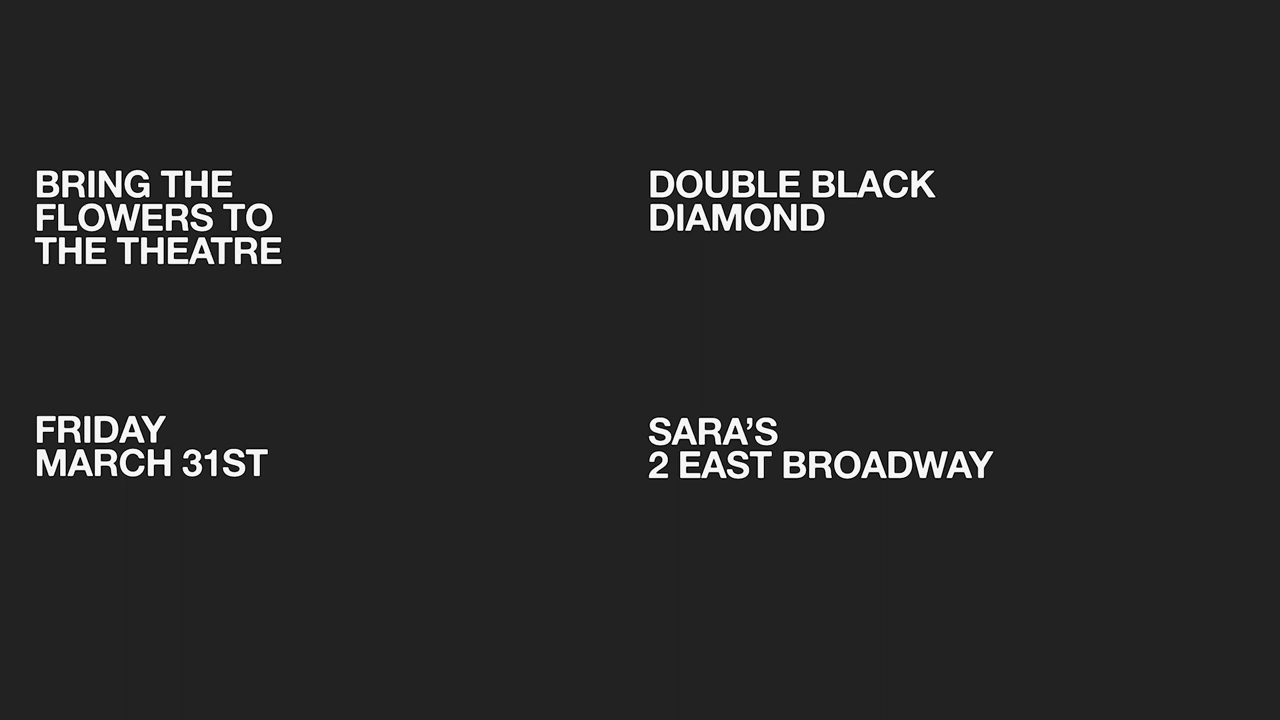 BRING THE
FLOWERS TO
THE THEATRE
DOUBLE BLACK
DIAMOND
FRIDAY
MARCH 31ST
SARA’S
2 EAST BROADWAY